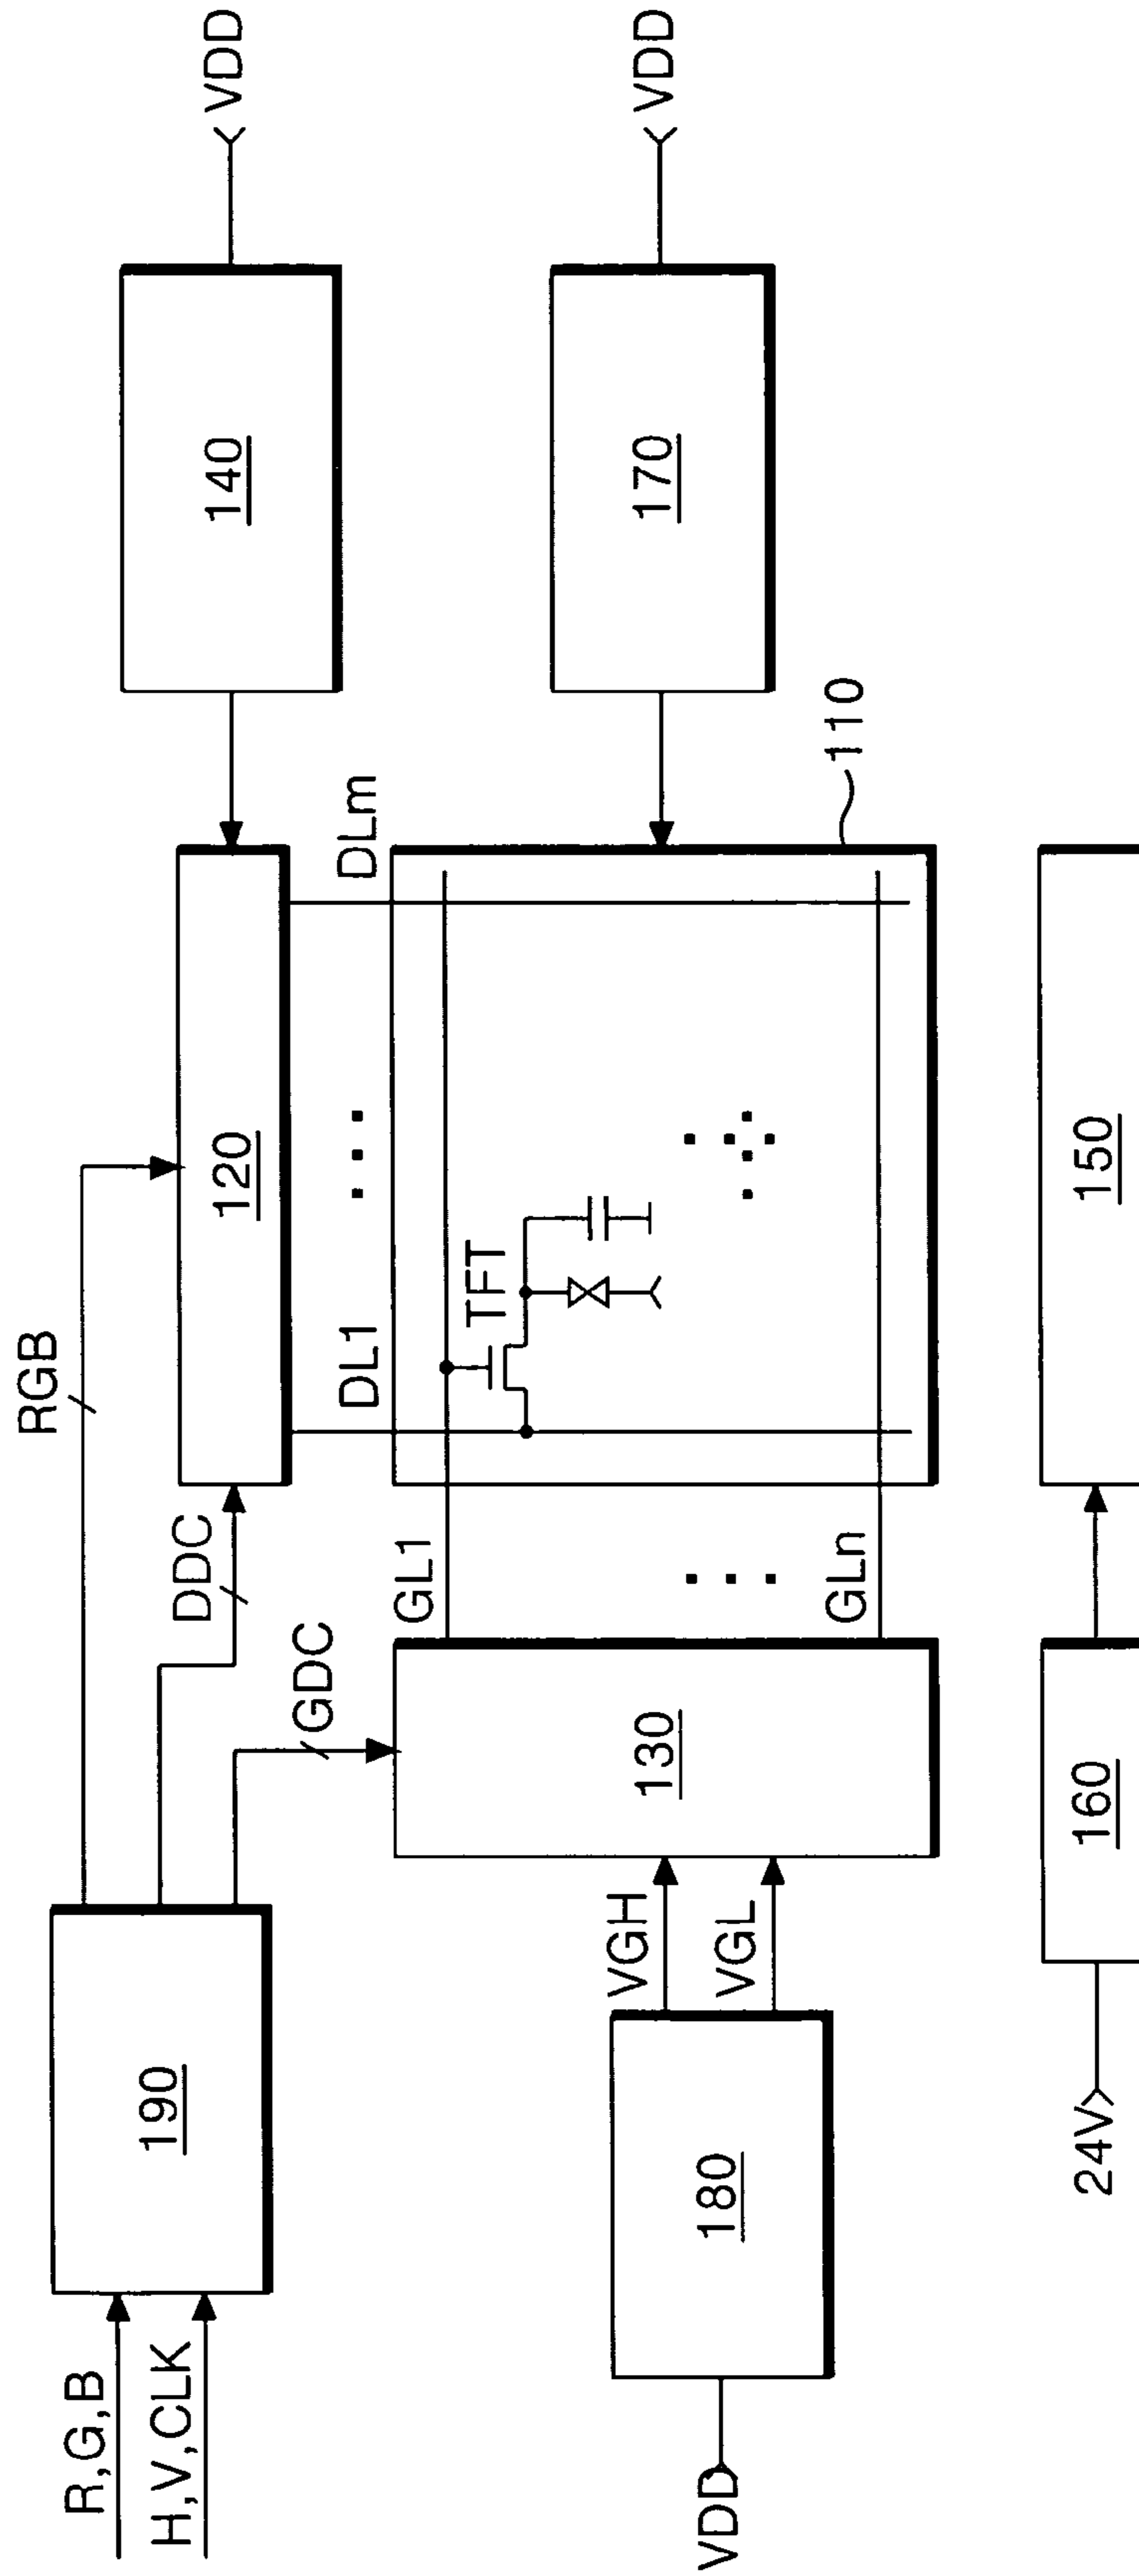 R,G,B
H,V,CLK
190
RGB
DDC
GDC
120
140
VDD
DL1
DLm
GL1
TFT
VDD
180
VGH
VGL
130
GLn
110
170
VDD
24V
160
150